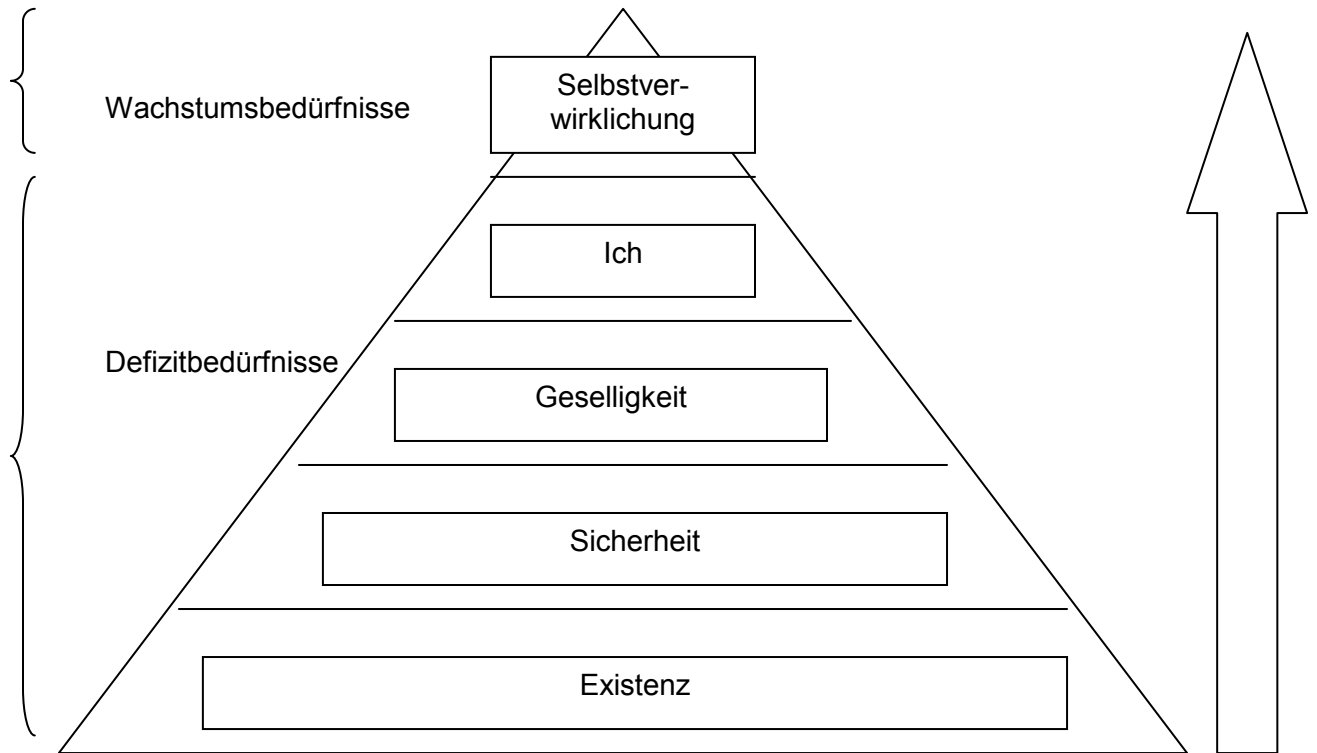 Selbstver-
wirklichung
Wachstumsbedürfnisse
Ich
Defizitbedürfnisse
Geselligkeit
Sicherheit
Existenz